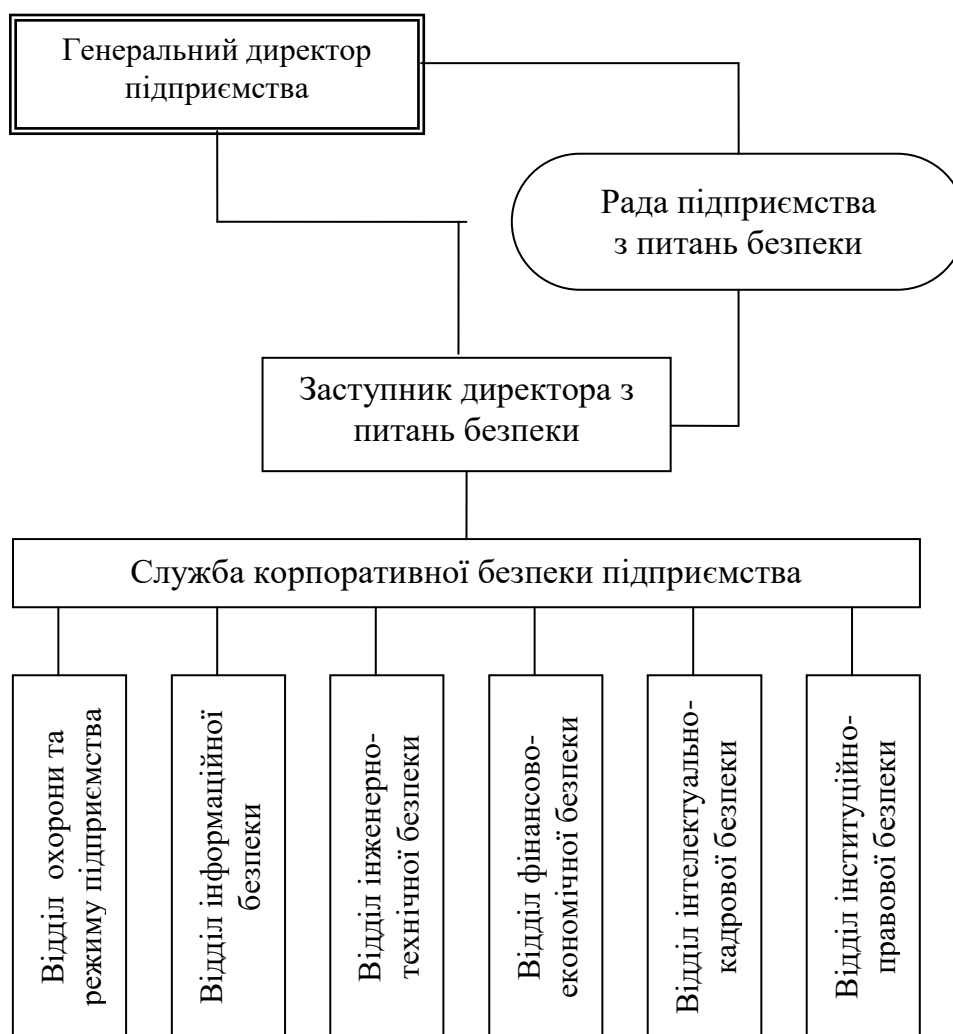 Генеральний директор
підприємства
Рада підприємства
з питань безпеки
Заступник директора з
питань безпеки
Служба корпоративної безпеки підприємства
Відділ охорони та
режиму підприємства
Відділ інформаційної
безпеки
Відділ інженерно-
технічної безпеки
Відділ фінансово-
економічної безпеки
Відділ інтелектуально-
кадрової безпеки
Відділ інституційно-
правової безпеки